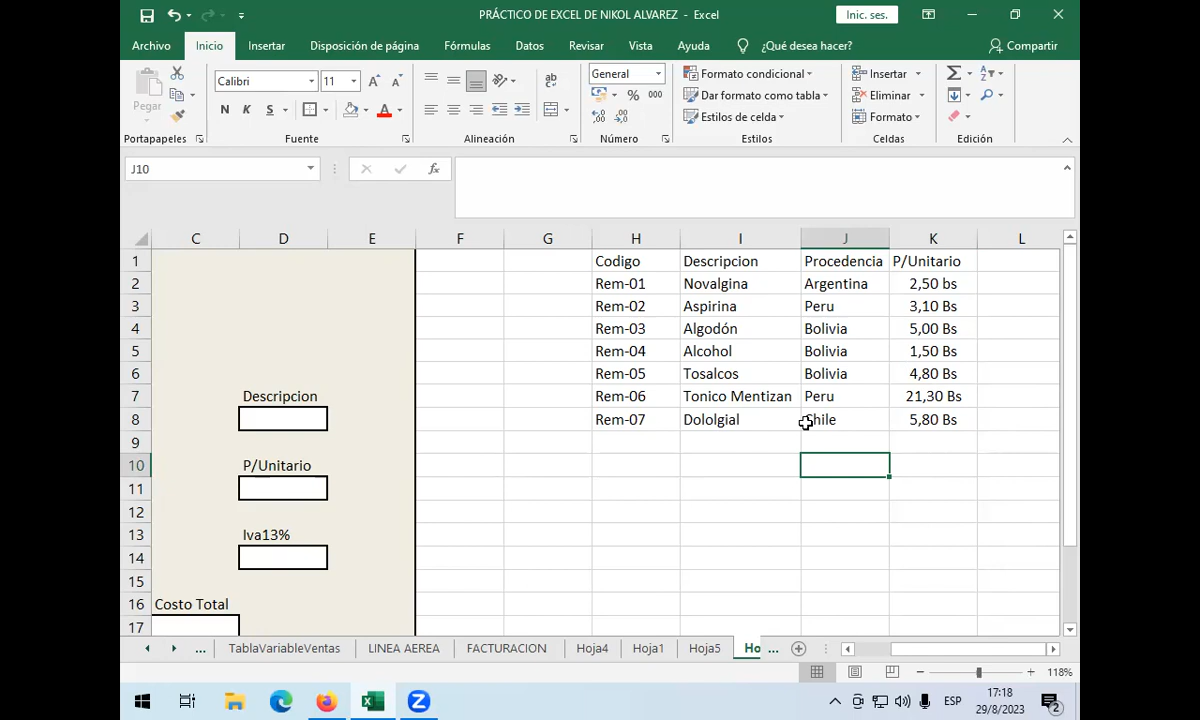 PRÁCTICO DE EXCEL DE NIKOL ALVAREZ - Excel
Inic. ses.
Archivo Inicio Insertar Disposición de página Fórmulas Datos Revisar Vista Ayuda ¿Qué desea hacer? Compartir
Pegar
Calibri 11
N K S
General
% 000
Formato condicional
Dar formato como tabla
Estilos de celda
Insertar
Eliminar
Formato
Portapapeles Fuente Alineación Número Estilos Celdas Edición
J10 fx
C D E F G H I J K L
1 Codigo Descripcion Procedencia P/Unitario
2 Rem-01 Novalgina Argentina 2,50 bs
3 Rem-02 Aspirina Peru 3,10 Bs
4 Rem-03 Algodón Bolivia 5,00 Bs
5 Rem-04 Alcohol Bolivia 1,50 Bs
6 Rem-05 Tosalcos Bolivia 4,80 Bs
7 Descripcion Rem-06 Tonico Mentizan Peru 21,30 Bs
8 Rem-07 Dololgial Chile 5,80 Bs
9
10 P/Unitario
11
12
13 Iva13%
14
15
16 Costo Total
17
... TablaVariableVentas LINEA AEREA FACTURACION Hoja4 Hoja1 Hoja5 Ho ...
118%
ESP
17:18
29/8/2023
2